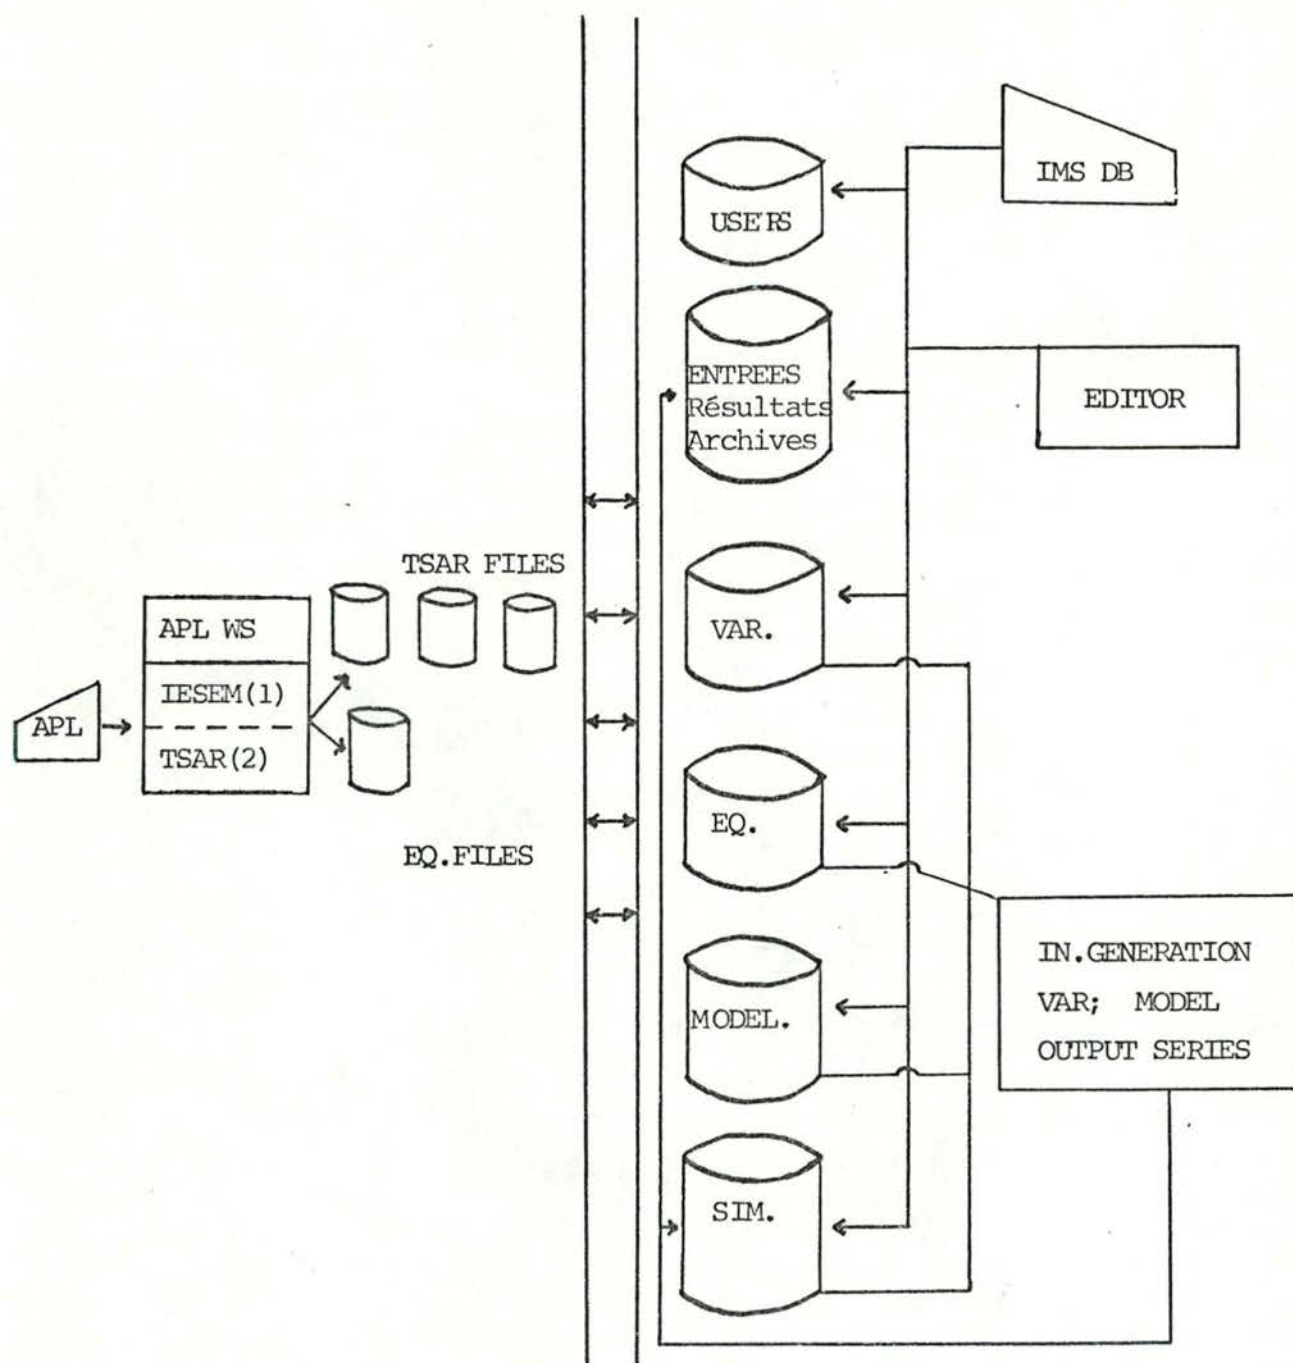 IMS DB
USERS
ENTREES
Résultats
Archives
EDITOR
TSAR FILES
APL WS
IESEM(1)
TSAR(2)
APL
EQ.FILES
VAR.
EQ.
MODEL.
SIM.
IN.GENERATION
VAR; MODEL
OUTPUT SERIES